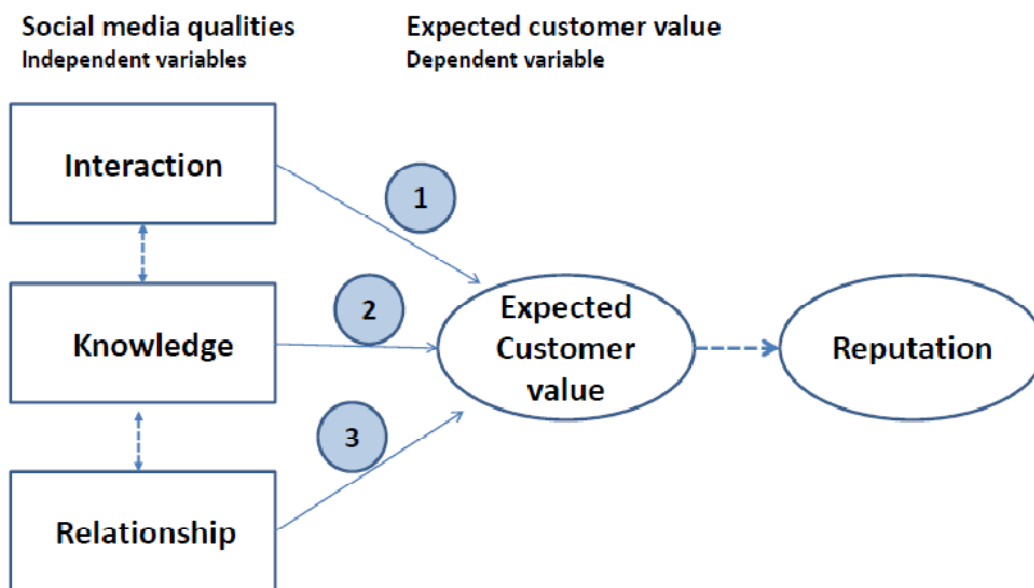 Social media qualities
Independent variables
Expected customer value
Dependent variable
Interaction
1
Knowledge
2
Expected
Customer
value
Reputation
3
Relationship